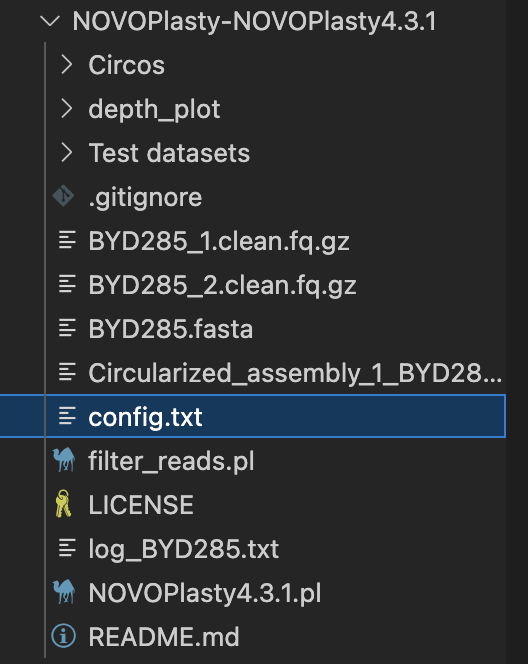 NOVOPlasty-NOVOPlasty4.3.1
Circos
depth_plot
Test datasets
.gitignore
BYD285_1.clean.fq.gz
BYD285_2.clean.fq.gz
BYD285.fasta
Circularized_assembly_1_BYD28...
config.txt
filter_reads.pl
LICENSE
log_BYD285.txt
NOVOPlasty4.3.1.pl
README.md